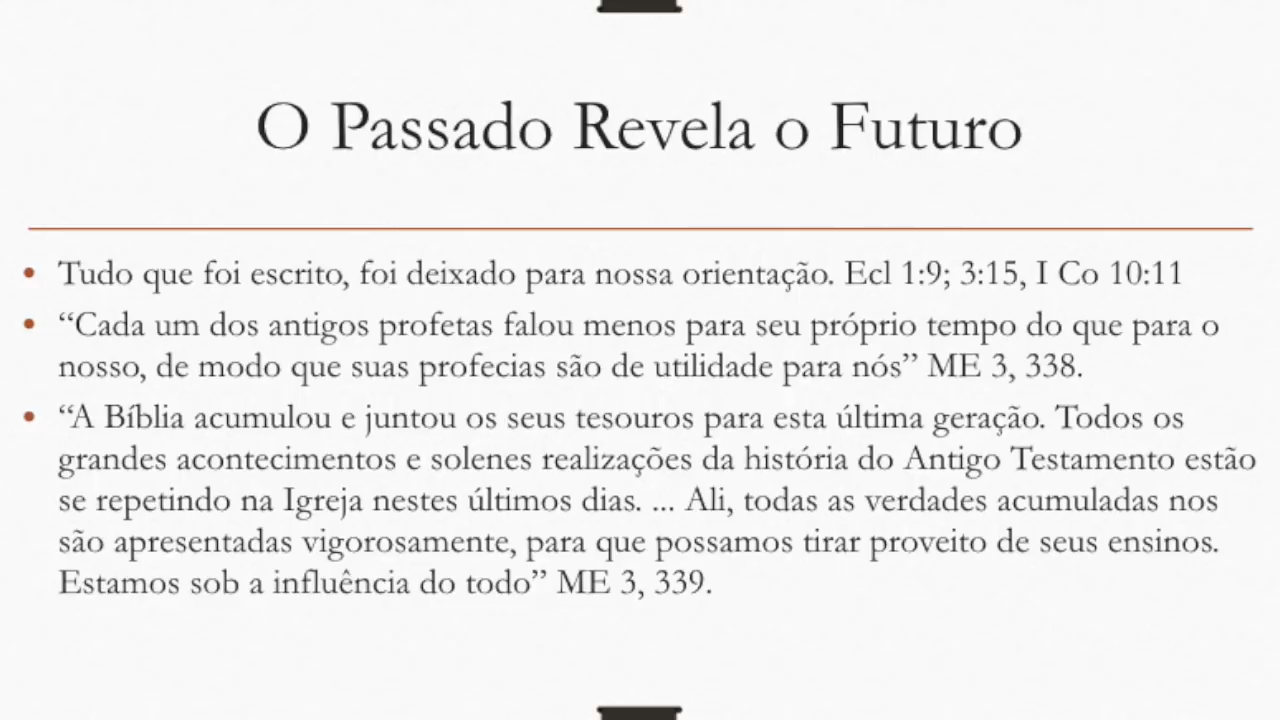 O Passado Revela o Futuro
• Tudo que foi escrito, foi deixado para nossa orientação. Ecl 1:9; 3:15, I Co 10:11
• “Cada um dos antigos profetas falou menos para seu próprio tempo do que para o
nosso, de modo que suas profecias são de utilidade para nós” ME 3, 338.
• “A Bíblia acumulou e juntou os seus tesouros para esta última geração. Todos os
grandes acontecimentos e solenes realizações da história do Antigo Testamento estão
se repetindo na Igreja nestes últimos dias. ... Ali, todas as verdades acumuladas nos
são apresentadas vigorosamente, para que possamos tirar proveito de seus ensinos.
Estamos sob a influência do todo” ME 3, 339.